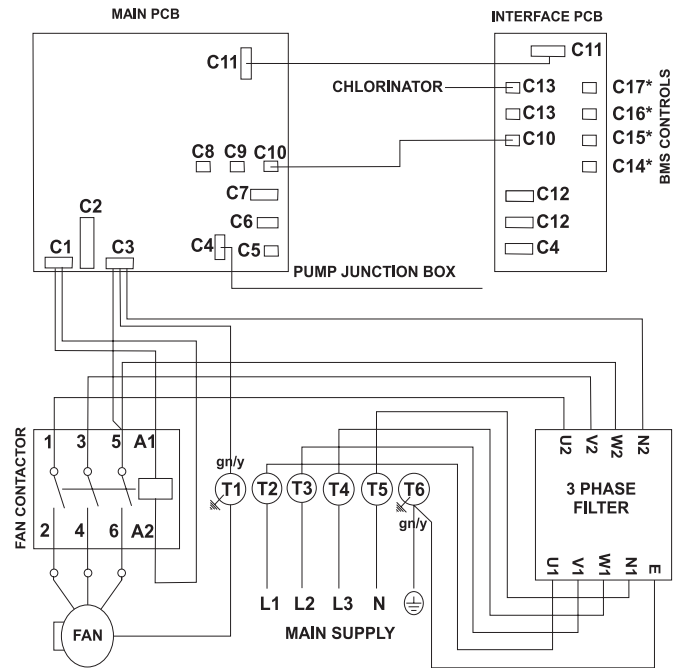 MAIN PCB
INTERFACE PCB
C11
C11
CHLORINATOR
C13
C17*
C13
C16*
C8 C9 C10
C10
C15*
C14*
BMS CONTROLS
C7
C12
C2
C6
C12
C1
C3
C4
C5
C4
PUMP JUNCTION BOX
FAN CONTACTOR
1 3 5 A1
2 4 6 A2
gn/y
T1 T2 T3 T4 T5 T6
gn/y
U2 V2 W2 N2
3 PHASE
FILTER
U1 V1 W1 N1 E
L1 L2 L3 N
MAIN SUPPLY
FAN